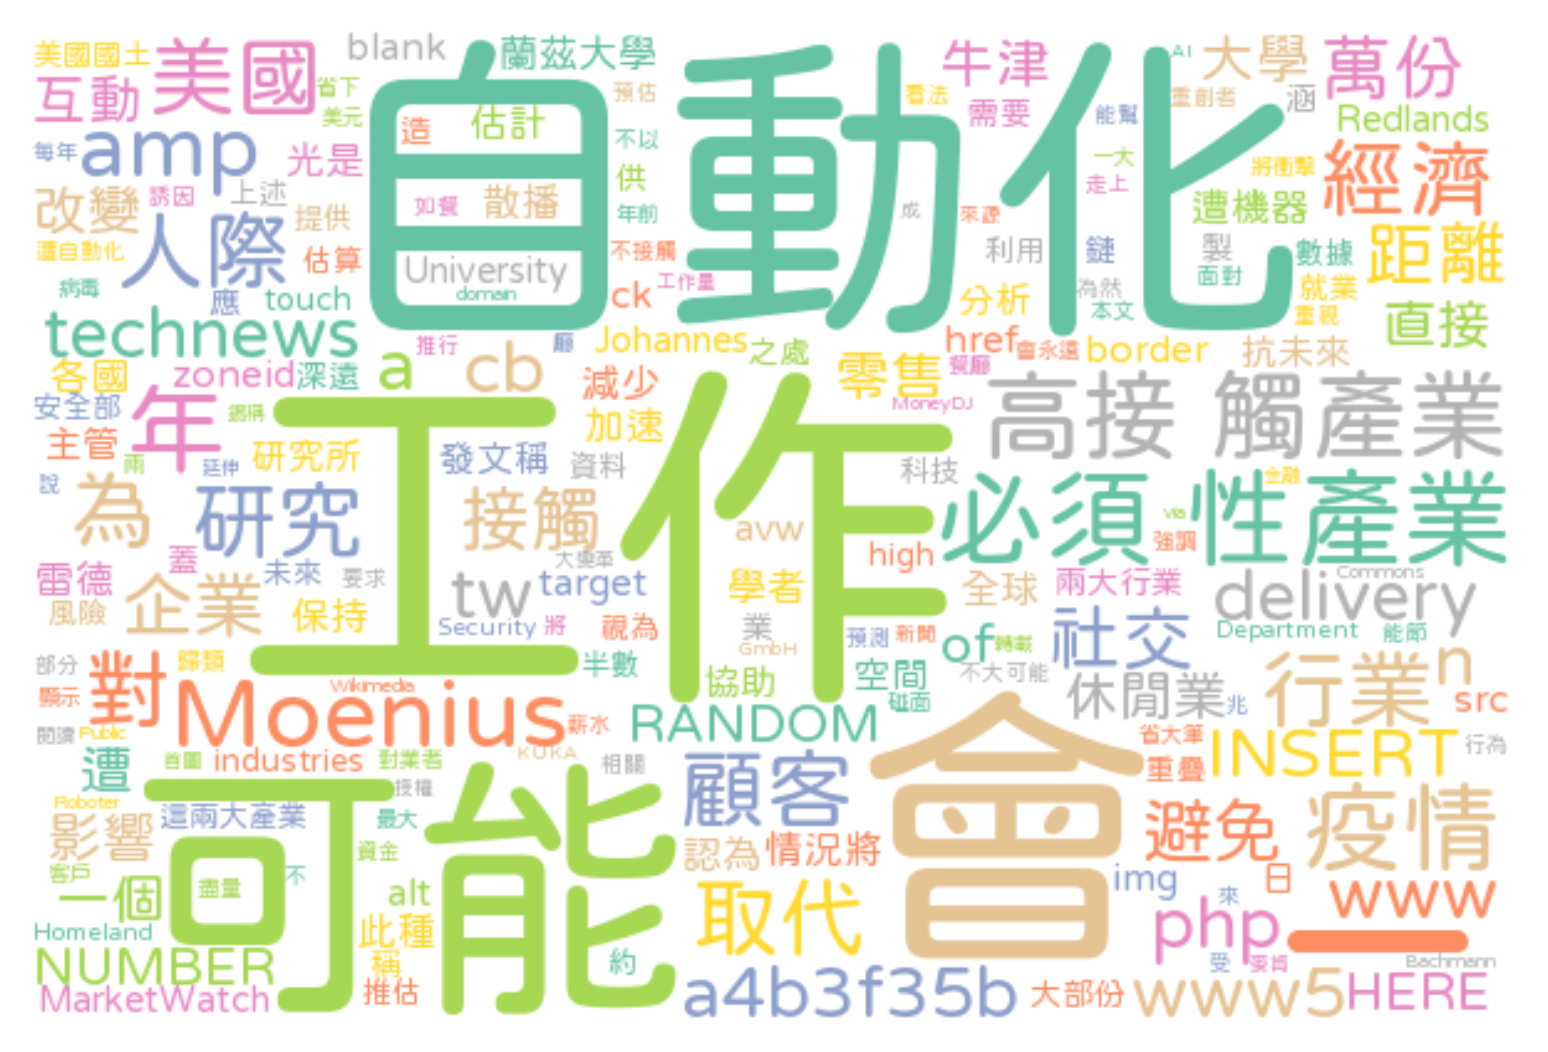 美國國土
美國
blank
蘭茲大學
自動化
牛津
AI
大學
萬份
互動
省下
預估
看法
重創者
涵
美元
造
估計
不以
需要
能幫
Redlands
每年
amp
光是
供
一大
將衝擊
經濟
改變
誘因
上述
如餐
散播
年前
走上
遭機器
人際
提供
成
來源
遭自動化
估算
University
不接觸
利用
鏈
製
數據
距離
病毒
應
touch
domain
ck
工作量
分析
為然
面對
就業
本文
重視
直接
technews
推行
廳
Johannes
之處
href
會永遠
border
抗未來
各國
zoneid
深遠
a
cb
減少
零售
餐廳
高接
觸產業
安全部
年
網稱
工作
加速
MoneyDJ
主管
兩
延伸
研究所
發文稱
資料
科技
說
為
研究
接觸
avw
必須
via
性產業
金融
強調
雷德
蓋
未來
要求
大變革
high
Commons
企業
tw
target
學者
全球
兩大行業
delivery
風險
保持
Security
將
視為
業
GmbH
預測
新聞
of
轉載
社交
Department
能節
部分
對
歸類
半數
協助
空間
不大可能
行業
n
顯示
Moenius
Wikimedia
薪水
碰面
休閒業
兆
src
閱讀
Public
RANDOM
會
省大筆
INSERT
行為
遭
首圖
industries
對業者
KUKA
相關
重疊
可能
授權
顧客
Roboter
影響
這兩大產業
最大
避免
疫情
客戶
資金
認為
情況將
一個
盡量
不
alt
取代
img
日
www
Homeland
此種
php
來
一
NUMBER
稱
約
受
麥肯
Bachmann
MarketWatch
推估
a4b3f35b
大部份
www5
HERE